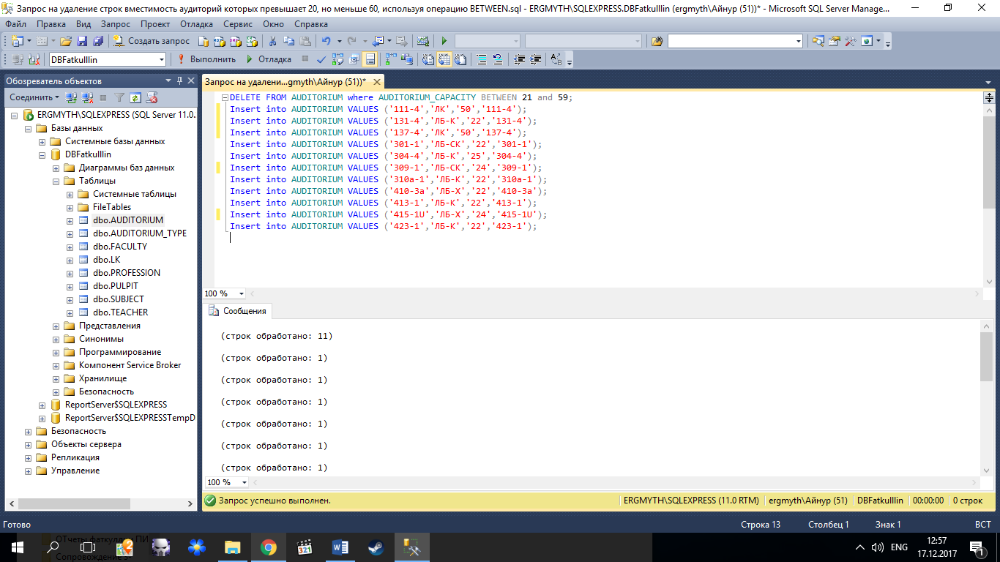 Запрос на удаление строк вместимость аудиторий которых превышает 20, но меньше 60, используя операцию BETWEEN.sql - ERGMYTH\SQLEXPRESS.DBFatkulllin (ergmyth\Айнур (51))* - Microsoft SQL Server Manage...
Файл Правка Вид Запрос Проект Отладка Сервис Окно Справка
Создать запрос
DBFatkulllin
Выполнить
Отладка
Обозреватель объектов
Соединить
ERGMYTH\SQLEXPRESS (SQL Server 11.0..
Базы данных
Системные базы данных
DBFatkulllin
Диаграммы баз данных
Таблицы
Системные таблицы
FileTables
dbo.AUDITORIUM
dbo.AUDITORIUM_TYPE
dbo.FACULTY
dbo.LK
dbo.PROFESSION
dbo.PULPIT
dbo.SUBJECT
dbo.TEACHER
Представления
Синонимы
Программирование
Компонент Service Broker
Хранилище
Безопасность
ReportServer$SQLEXPRESS
ReportServer$SQLEXPRESSTempD
Безопасность
Объекты сервера
Репликация
Управление
Запрос на удалени...gmyth\Айнур (51))*
DELETE FROM AUDITORIUM where AUDITORIUM_CAPACITY BETWEEN 21 and 59;
Insert into AUDITORIUM VALUES ('111-4','ЛК','50','111-4');
Insert into AUDITORIUM VALUES ('131-4','ЛБ-К','22','131-4');
Insert into AUDITORIUM VALUES ('137-4','ЛК','50','137-4');
Insert into AUDITORIUM VALUES ('301-1','ЛБ-СК','22','301-1');
Insert into AUDITORIUM VALUES ('304-4','ЛБ-К','25','304-4');
Insert into AUDITORIUM VALUES ('309-1','ЛБ-СК','24','309-1');
Insert into AUDITORIUM VALUES ('310а-1','ЛБ-К','22','310а-1');
Insert into AUDITORIUM VALUES ('410-3а','ЛБ-Х','22','410-3а');
Insert into AUDITORIUM VALUES ('413-1','ЛБ-К','22','413-1');
Insert into AUDITORIUM VALUES ('415-1U','ЛБ-Х','24','415-1U');
Insert into AUDITORIUM VALUES ('423-1','ЛБ-К','22','423-1');
100 %
Сообщения
(строк обработано: 11)
(строк обработано: 1)
(строк обработано: 1)
(строк обработано: 1)
(строк обработано: 1)
(строк обработано: 1)
(строк обработано: 1)
100 %
Запрос успешно выполнен.
ERGMYTH\SQLEXPRESS (11.0 RTM)
ergmyth\Айнур (51)
DBFatkulllin
00:00:00
0 строк
Готово
Строка 13
Столбец 1
Знак 1
ВСТ
321
ENG
12:57
17.12.2017
1